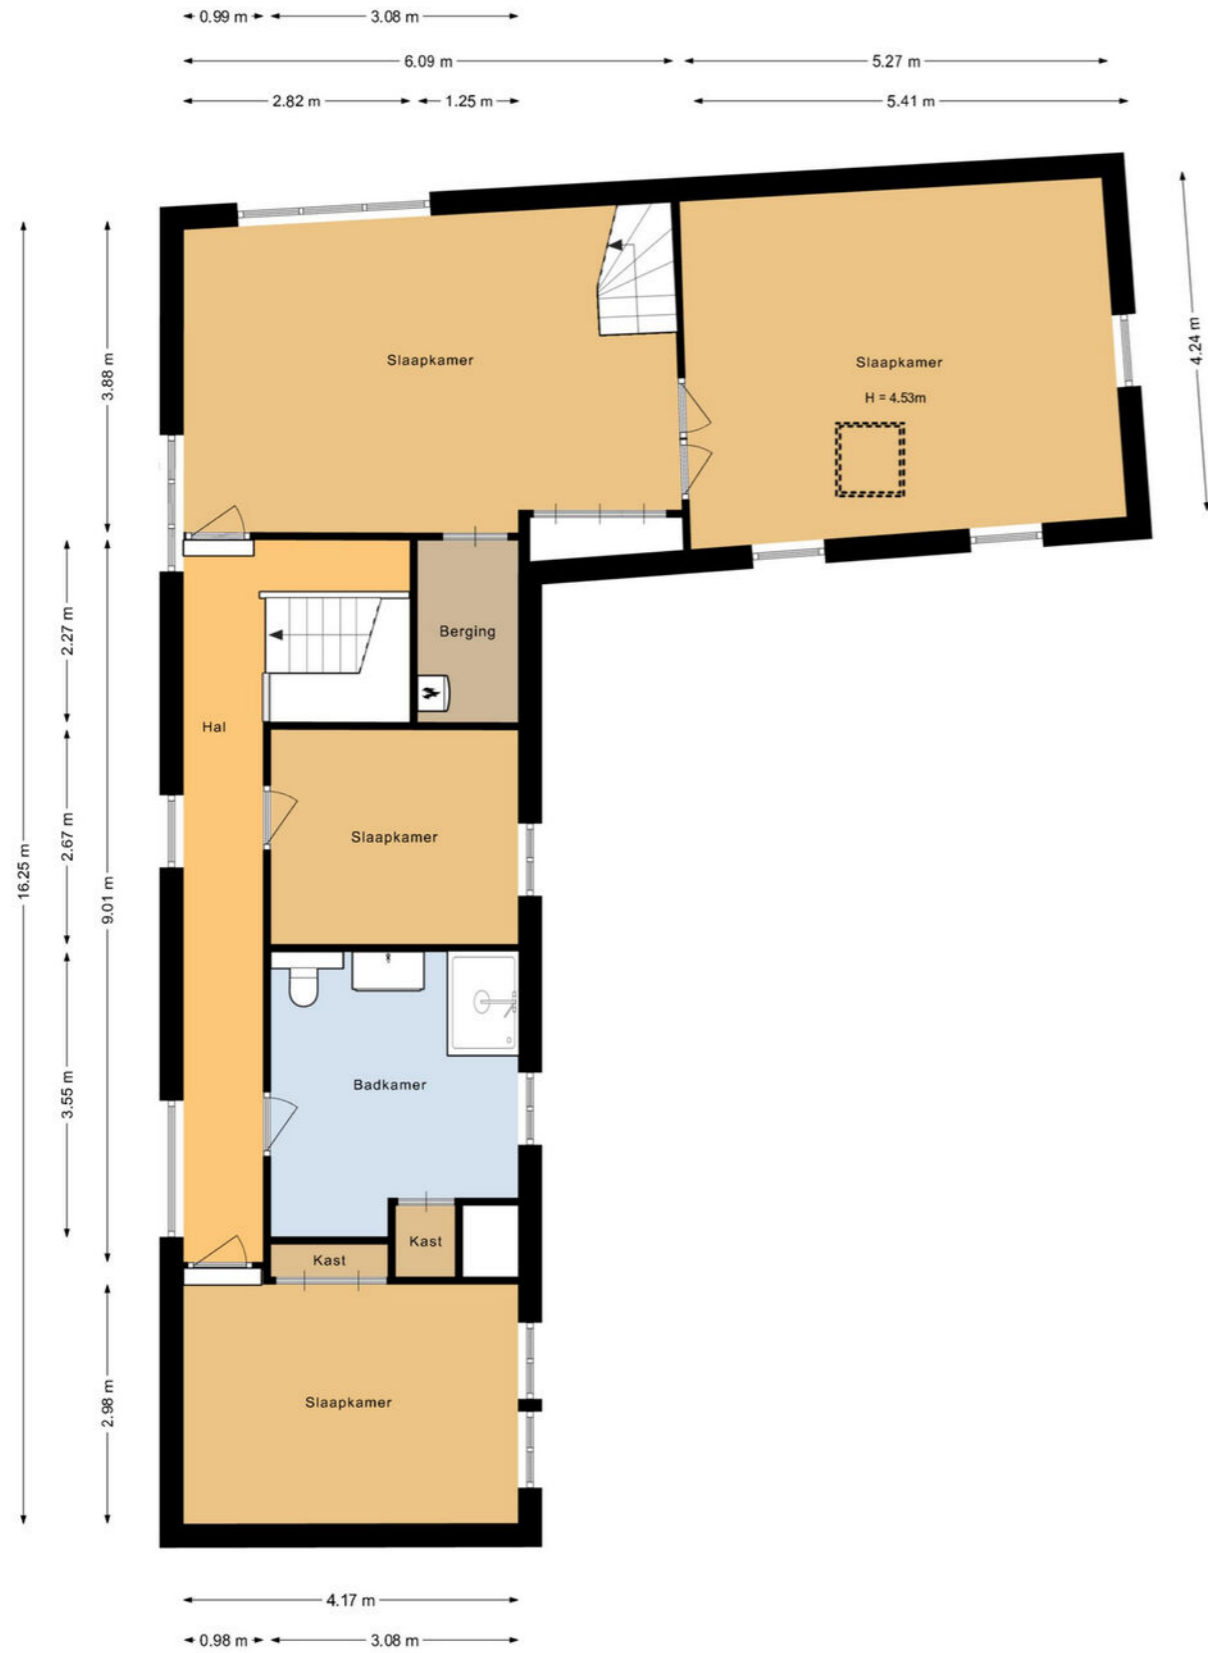 0.99 m
3.08 m
6.09 m
5.27 m
2.82 m
1.25 m
5.41 m
4.24 m
3.88 m
Slaapkamer
Slaapkamer
H = 4.53m
2.27 m
Berging
Hal
2.67 m
Slaapkamer
16.25 m
9.01 m
3.55 m
Badkamer
Kast
Kast
2.98 m
Slaapkamer
4.17 m
0.98 m
3.08 m